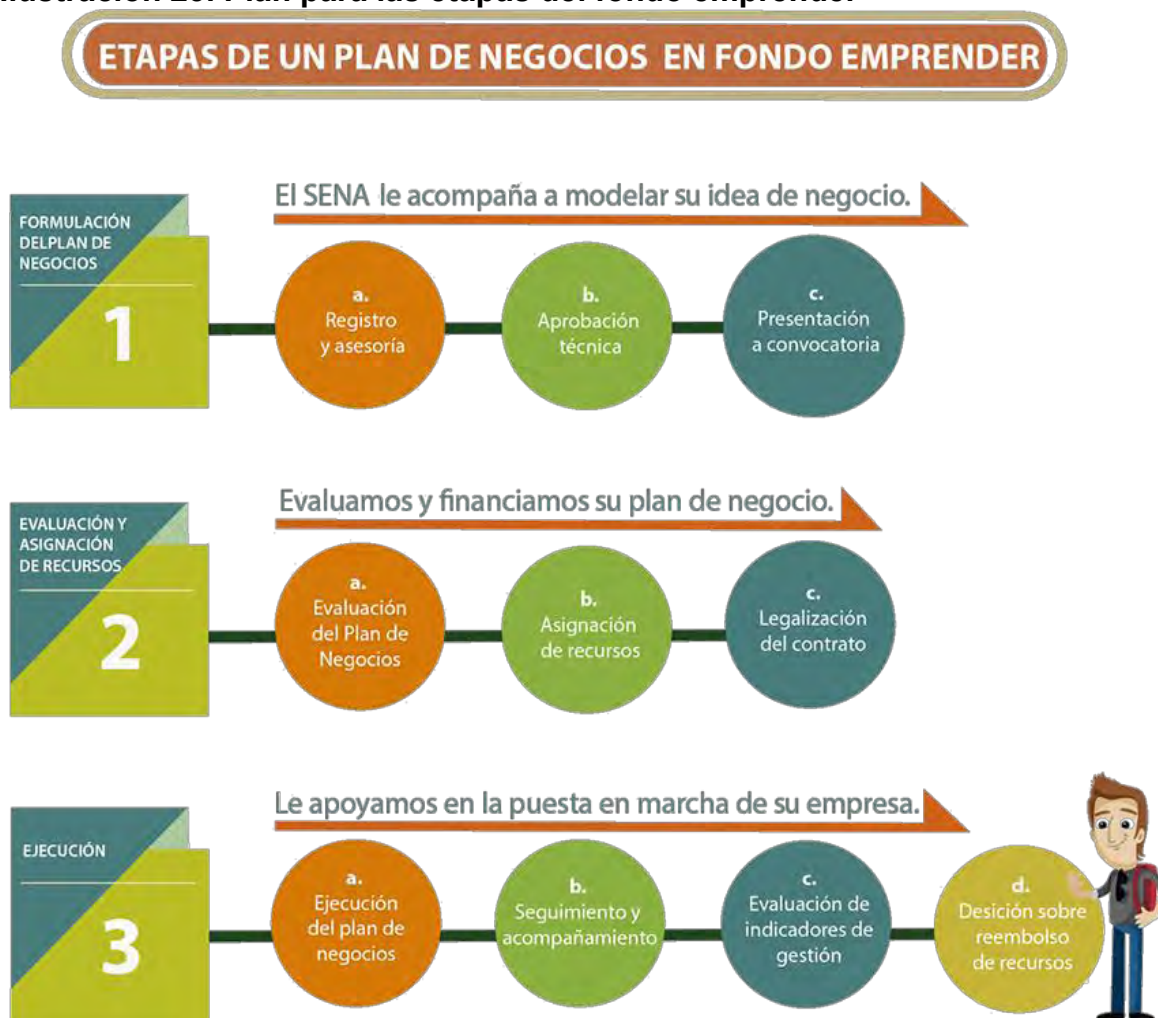 ETAPAS DE UN PLAN DE NEGOCIOS EN FONDO EMPRENDER
El SENA le acompaña a modelar su idea de negocio.
FORMULACIÓN
DELPLAN DE
NEGOCIOS
1
a.
Registro
y asesoría
b.
Aprobación
técnica
c.
Presentación
a convocatoria
Evaluamos y financiamos su plan de negocio.
EVALUACIÓN Y
ASIGNACIÓN
DE RECURSOS
2
a.
Evaluación
del Plan de
Negocios
b.
Asignación
de recursos
c.
Legalización
del contrato
Le apoyamos en la puesta en marcha de su empresa.
EJECUCIÓN
3
a.
Ejecución
del plan de
negocios
b.
Seguimiento y
acompañamiento
c.
Evaluación de
indicadores de
gestión
d.
Desición sobre
reembolso
de recursos